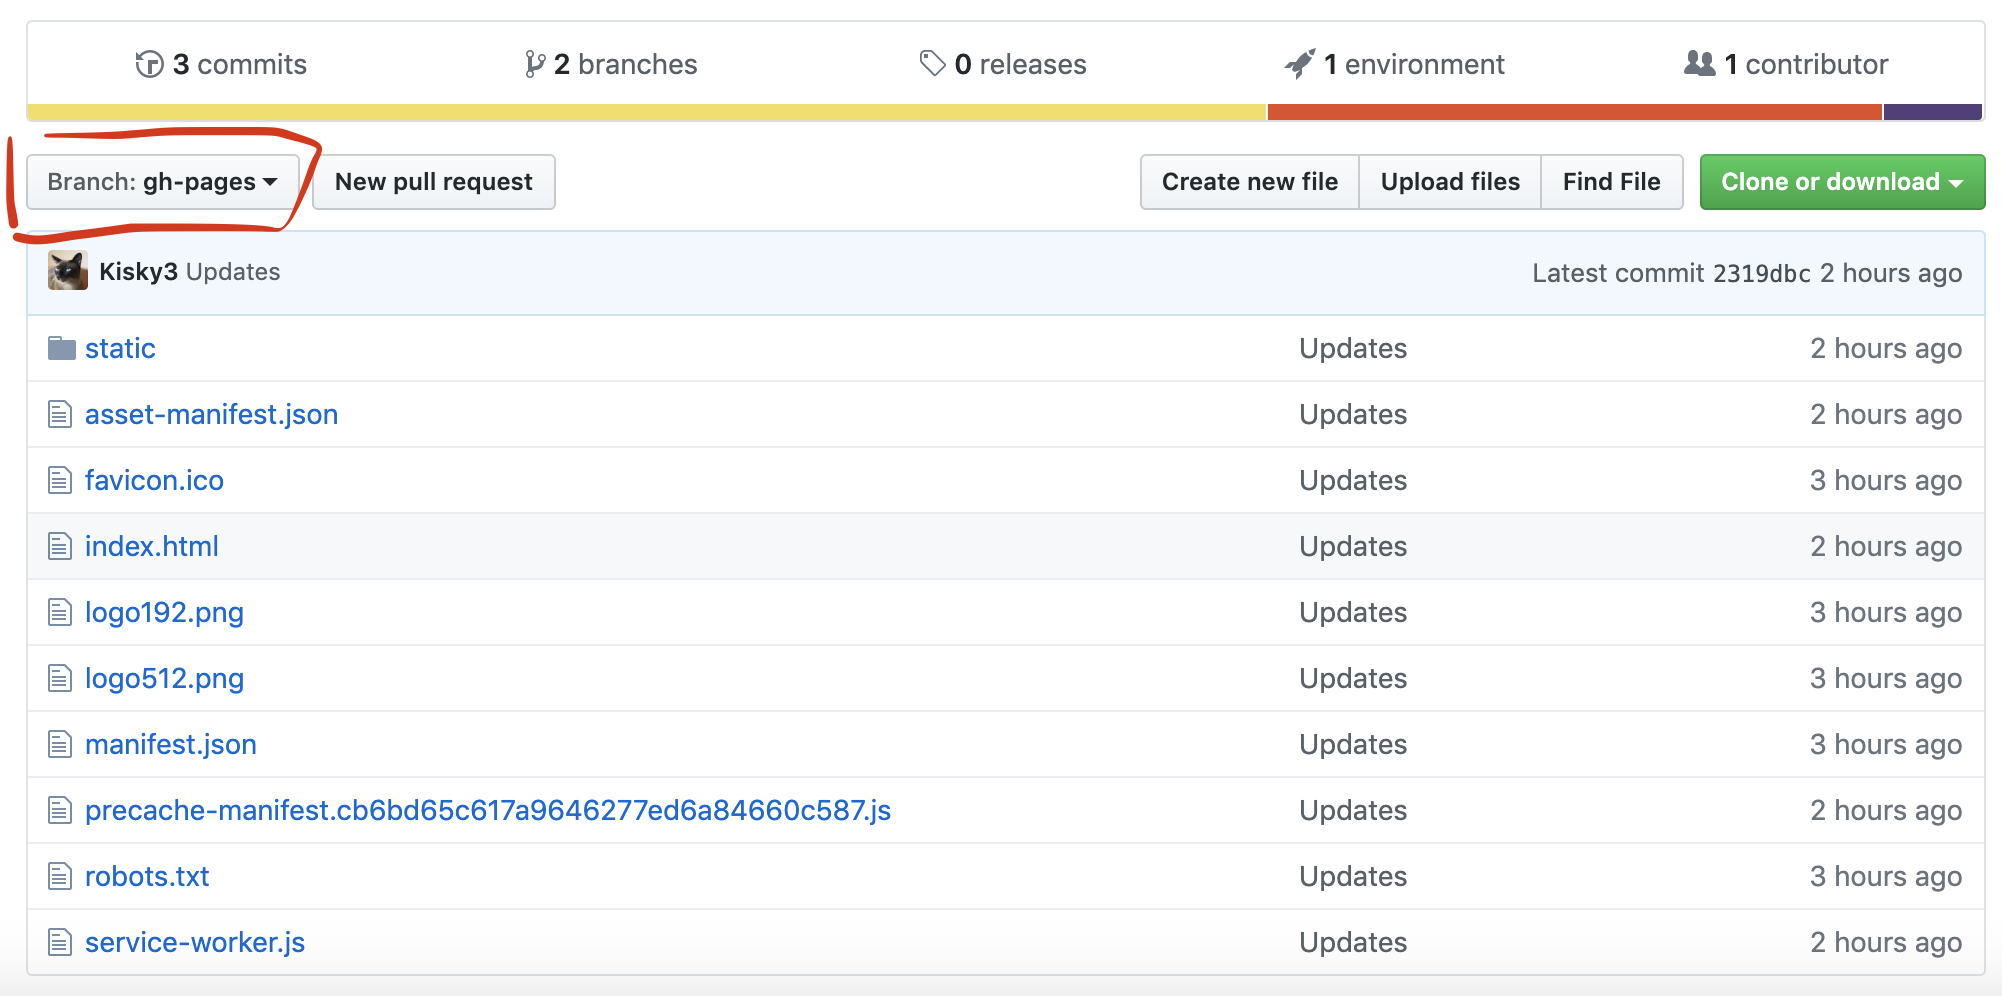 3 commits 2 branches 0 releases 1 environment 1 contributor
Branch: gh-pages New pull request Create new file Upload files Find File Clone or download
Kisky3 Updates Latest commit 2319dbc 2 hours ago
static Updates 2 hours ago
asset-manifest.json Updates 2 hours ago
favicon.ico Updates 3 hours ago
index.html Updates 2 hours ago
logo192.png Updates 3 hours ago
logo512.png Updates 3 hours ago
manifest.json Updates 3 hours ago
precache-manifest.cb6bd65c617a9646277ed6a84660c587.js Updates 2 hours ago
robots.txt Updates 3 hours ago
service-worker.js Updates 2 hours ago